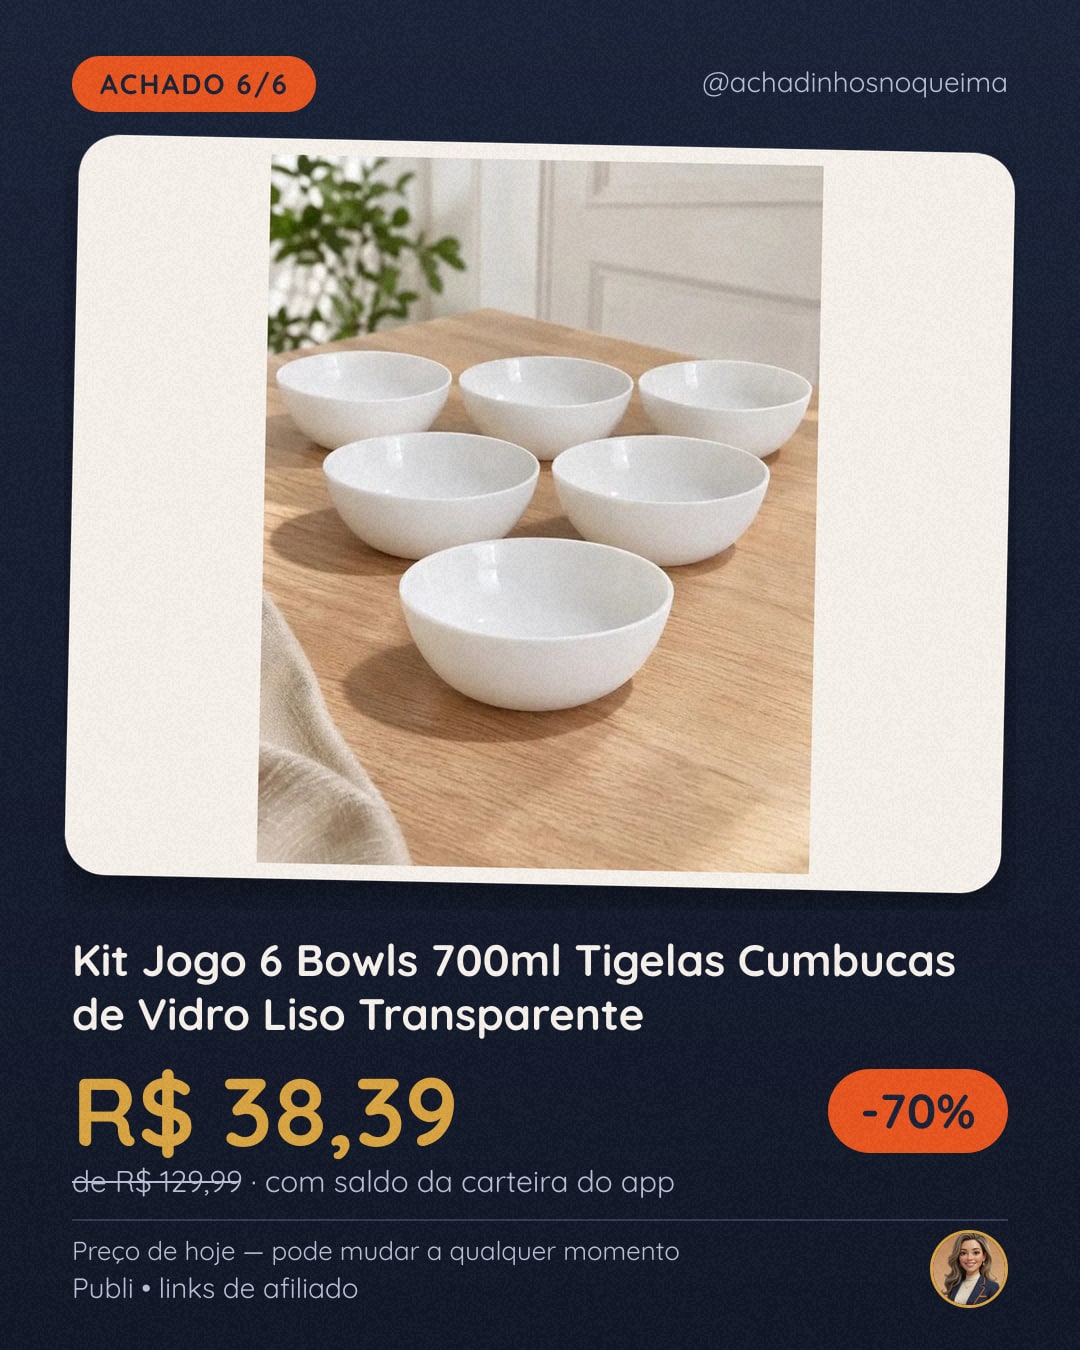 ACHADO 6/6
@achadinhosnoqueima
Kit Jogo 6 Bowls 700ml Tigelas Cumbucas
de Vidro Liso Transparente
R$ 38,39
-70%
de R$ 129,99 · com saldo da carteira do app
Preço de hoje — pode mudar a qualquer momento
Publi • links de afiliado